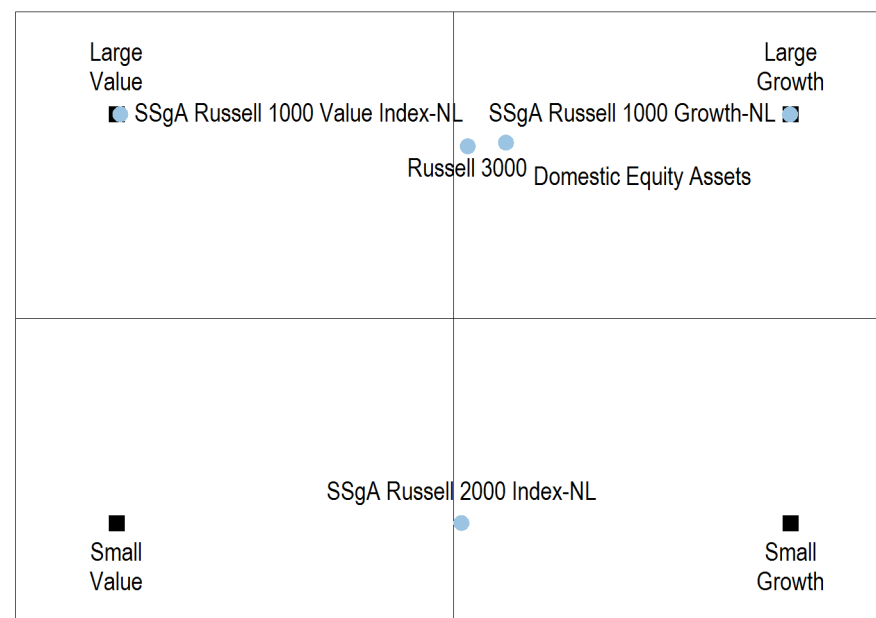 Large
Value
Large
Growth
SSgA Russell 1000 Value Index-NL
SSgA Russell 1000 Growth-NL
Russell 3000
Domestic Equity Assets
SSgA Russell 2000 Index-NL
Small
Value
Small
Growth